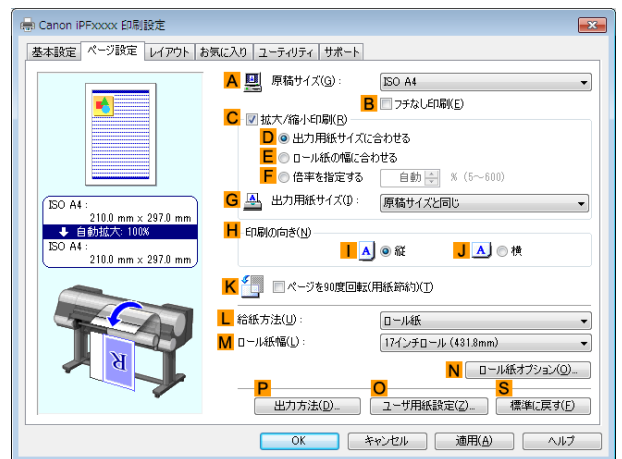 Canon iPFxxxx 印刷設定
基本設定 ページ設定 レイアウト お気に入り ユーティリティ サポート
A 原稿サイズ(G): ISO A4
B フチなし印刷(E)
C 拡大/縮小印刷(R)
D 出力用紙サイズに合わせる
E ロール紙の幅に合わせる
F 倍率を指定する 自動 % (5~600)
G 出力用紙サイズ(I): 原稿サイズと同じ
ISO A4 :
210.0 mm x 297.0 mm
自動拡大: 100%
ISO A4 :
210.0 mm x 297.0 mm
H 印刷の向き(N)
I A 縦 J A 横
K ページを90度回転(用紙節約)(T)
L 給紙方法(U): ロール紙
M ロール紙幅(L): 17インチロール (431.8mm)
R
N ロール紙オプション(O)...
P O S
出力方法(D)... ユーザ用紙設定(Z)... 標準に戻す(F)
OK キャンセル 適用(A) ヘルプ